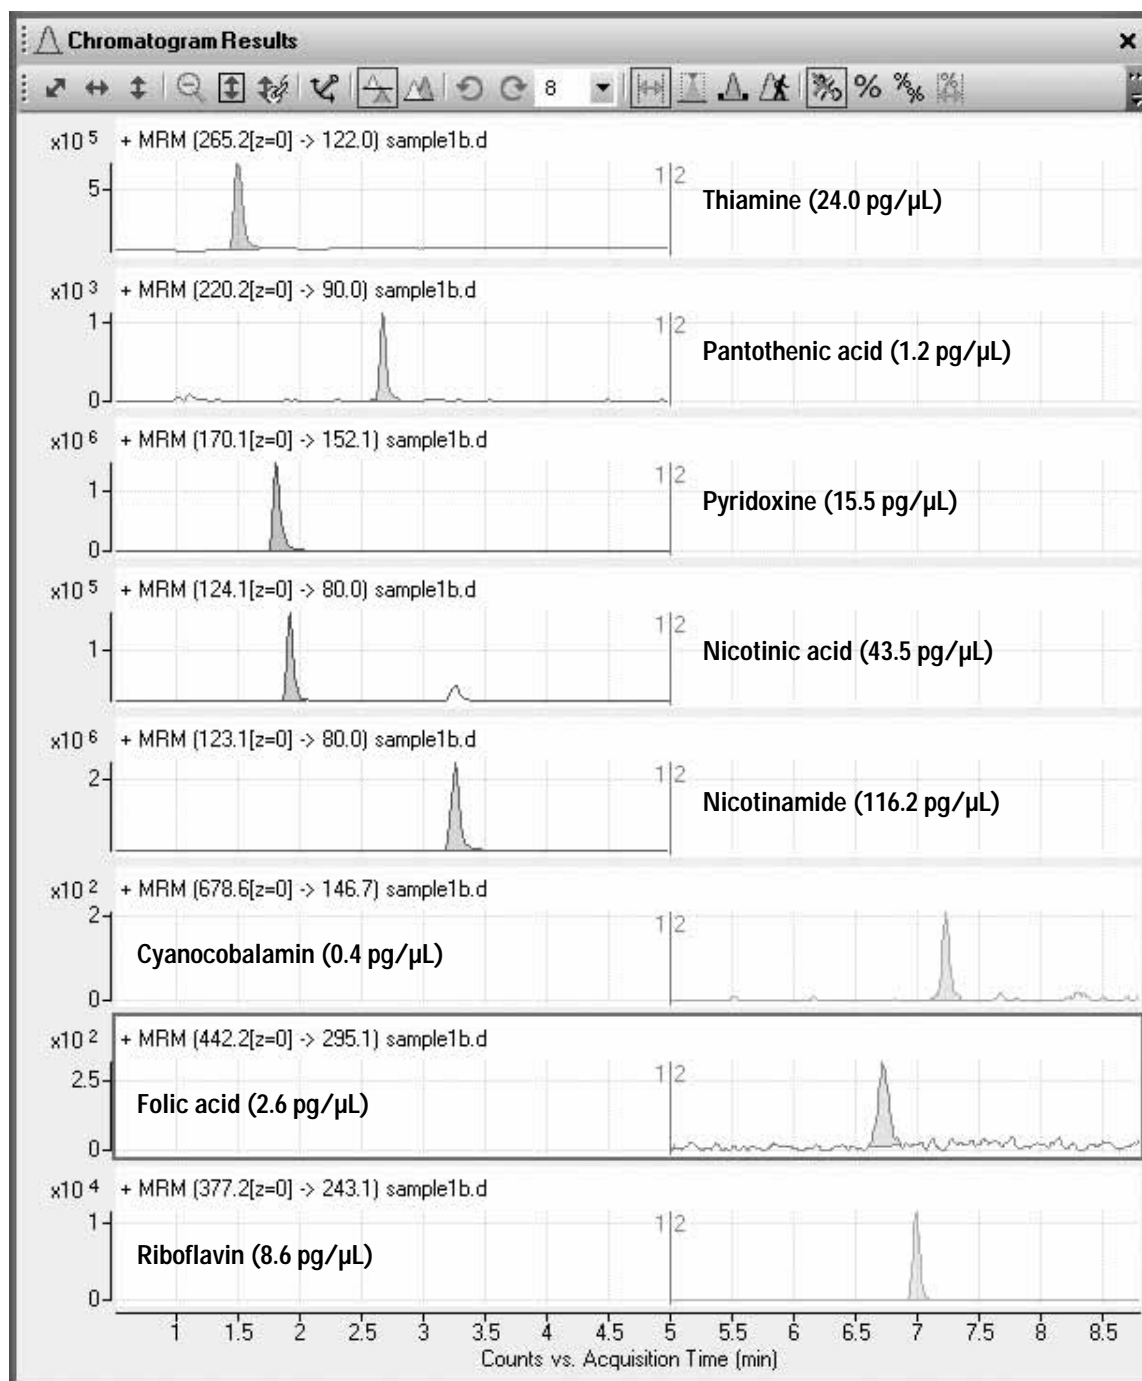 Chromatogram Results
8
x10 5 + MRM (265.2[z=0] -> 122.0) sample1b.d
5
1 2
Thiamine (24.0 pg/µL)
x10 3 + MRM (220.2[z=0] -> 90.0) sample1b.d
1
1 2
Pantothenic acid (1.2 pg/µL)
0
x10 6 + MRM (170.1[z=0] -> 152.1) sample1b.d
1
1 2
Pyridoxine (15.5 pg/µL)
0
x10 5 + MRM (124.1[z=0] -> 80.0) sample1b.d
1
1 2
Nicotinic acid (43.5 pg/µL)
x10 6 + MRM (123.1[z=0] -> 80.0) sample1b.d
2
1 2
Nicotinamide (116.2 pg/µL)
x10 2 + MRM (678.6[z=0] -> 146.7) sample1b.d
2
1 2
Cyanocobalamin (0.4 pg/µL)
0
x10 2 + MRM (442.2[z=0] -> 295.1) sample1b.d
2.5
1 2
Folic acid (2.6 pg/µL)
0
x10 4 + MRM (377.2[z=0] -> 243.1) sample1b.d
1
1 2
Riboflavin (8.6 pg/µL)
0
1 1.5 2 2.5 3 3.5 4 4.5 5 5.5 6 6.5 7 7.5 8 8.5
Counts vs. Acquisition Time (min)